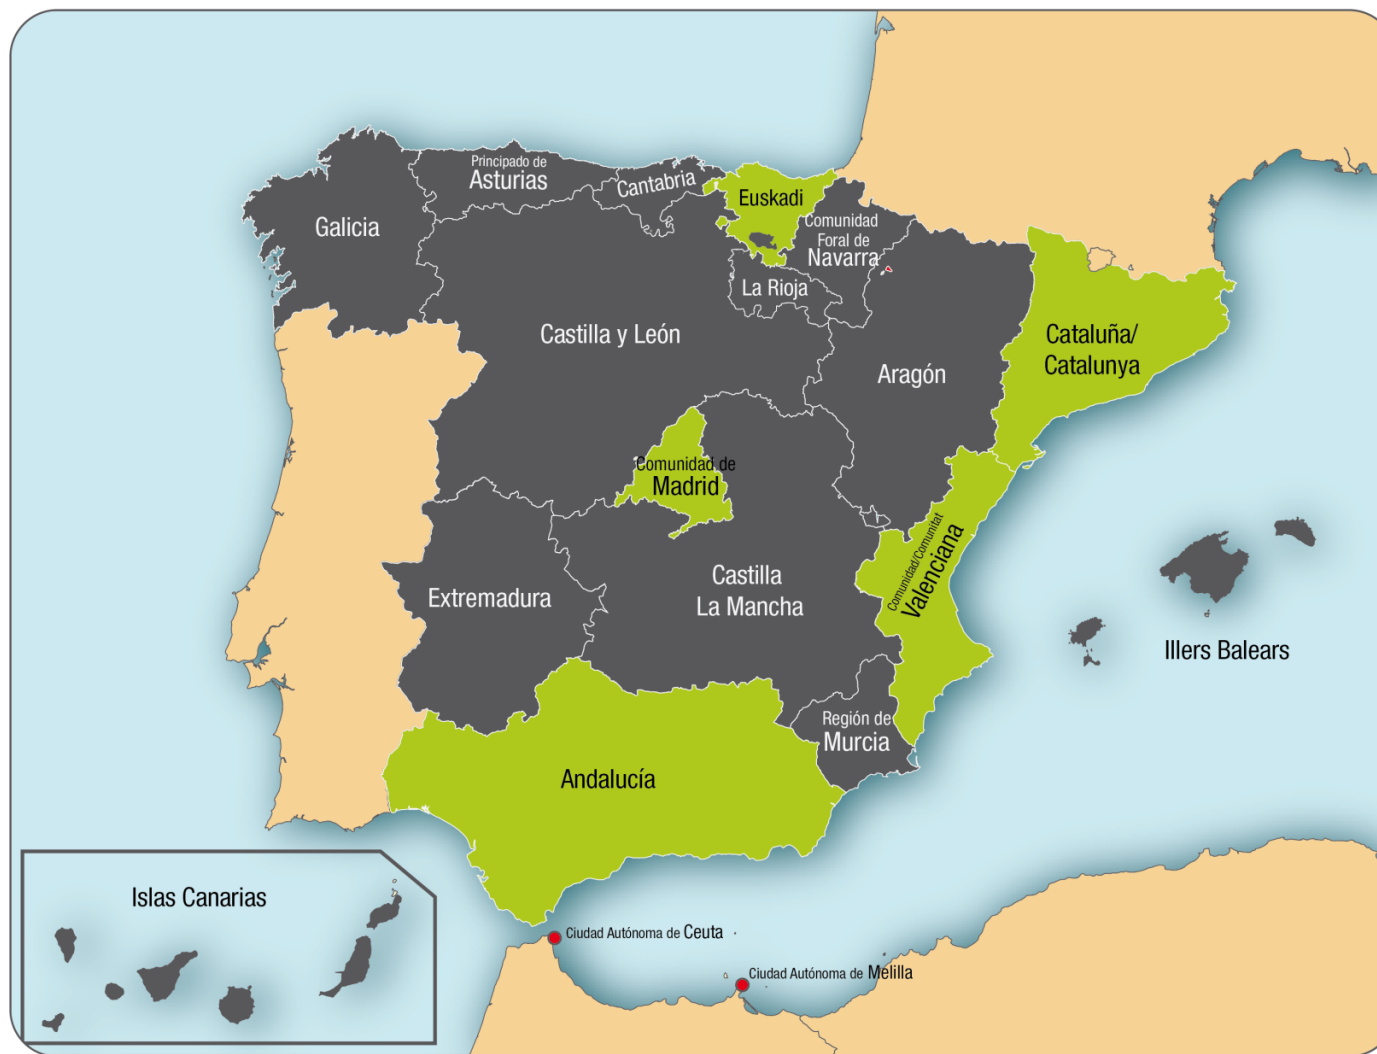 Principado de
Asturias
Cantabria
Euskadi
Galicia
Comunidad
Foral de
Navarra
La Rioja
Castilla y León
Cataluña/
Catalunya
Aragón
Comunidad de
Madrid
Comunidad/Comunitat
Valenciana
Castilla
La Mancha
Extremadura
Illers Balears
Región de
Murcia
Andalucía
Islas Canarias
Ciudad Autónoma de Ceuta
Ciudad Autónoma de Melilla